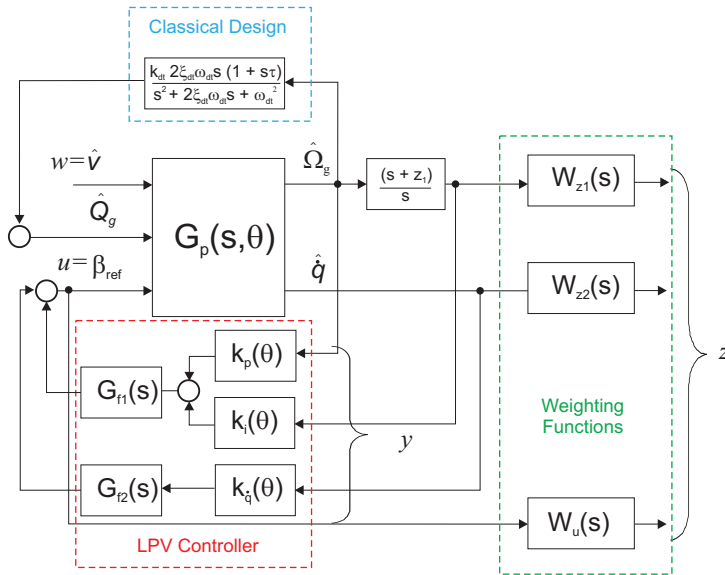 Classical Design
k_dt 2ξ_dt ω_dt s (1 + sτ)
s² + 2ξ_dt ω_dt s + ω_dt²
w = v̂
Q̂_g
u = β_ref
G_p(s,θ)
Ω̂_g
(s + z_1)
s
q̇̂
W_z1(s)
W_z2(s)
z
k_p(θ)
G_f1(s)
k_i(θ)
y
Weighting
Functions
G_f2(s)
k_q̇(θ)
W_u(s)
LPV Controller